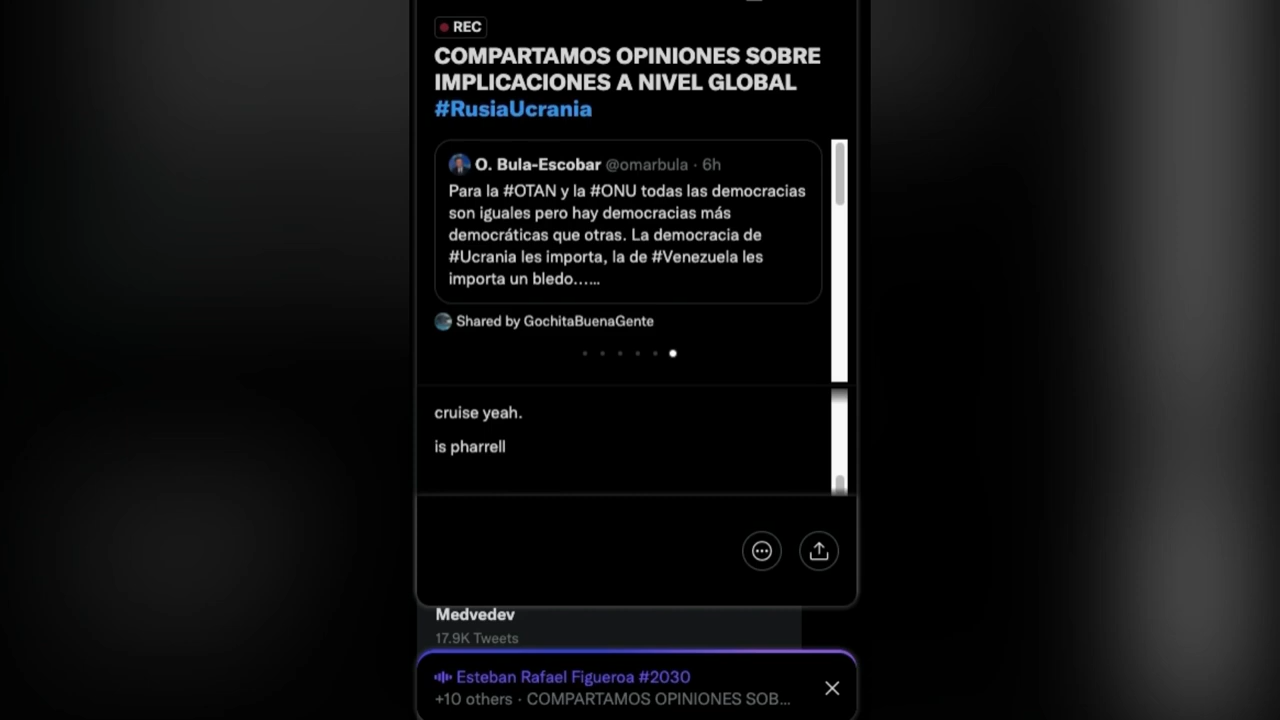 REC
COMPARTAMOS OPINIONES SOBRE
IMPLICACIONES A NIVEL GLOBAL
#RusiaUcrania
O. Bula-Escobar @omarbula · 6h
Para la #OTAN y la #ONU todas las democracias
son iguales pero hay democracias más
democráticas que otras. La democracia de
#Ucrania les importa, la de #Venezuela les
importa un bledo......
Shared by GochitaBuenaGente
cruise yeah.
is pharrell
Medvedev
17.9K Tweets
Esteban Rafael Figueroa #2030
+10 others · COMPARTAMOS OPINIONES SOB...